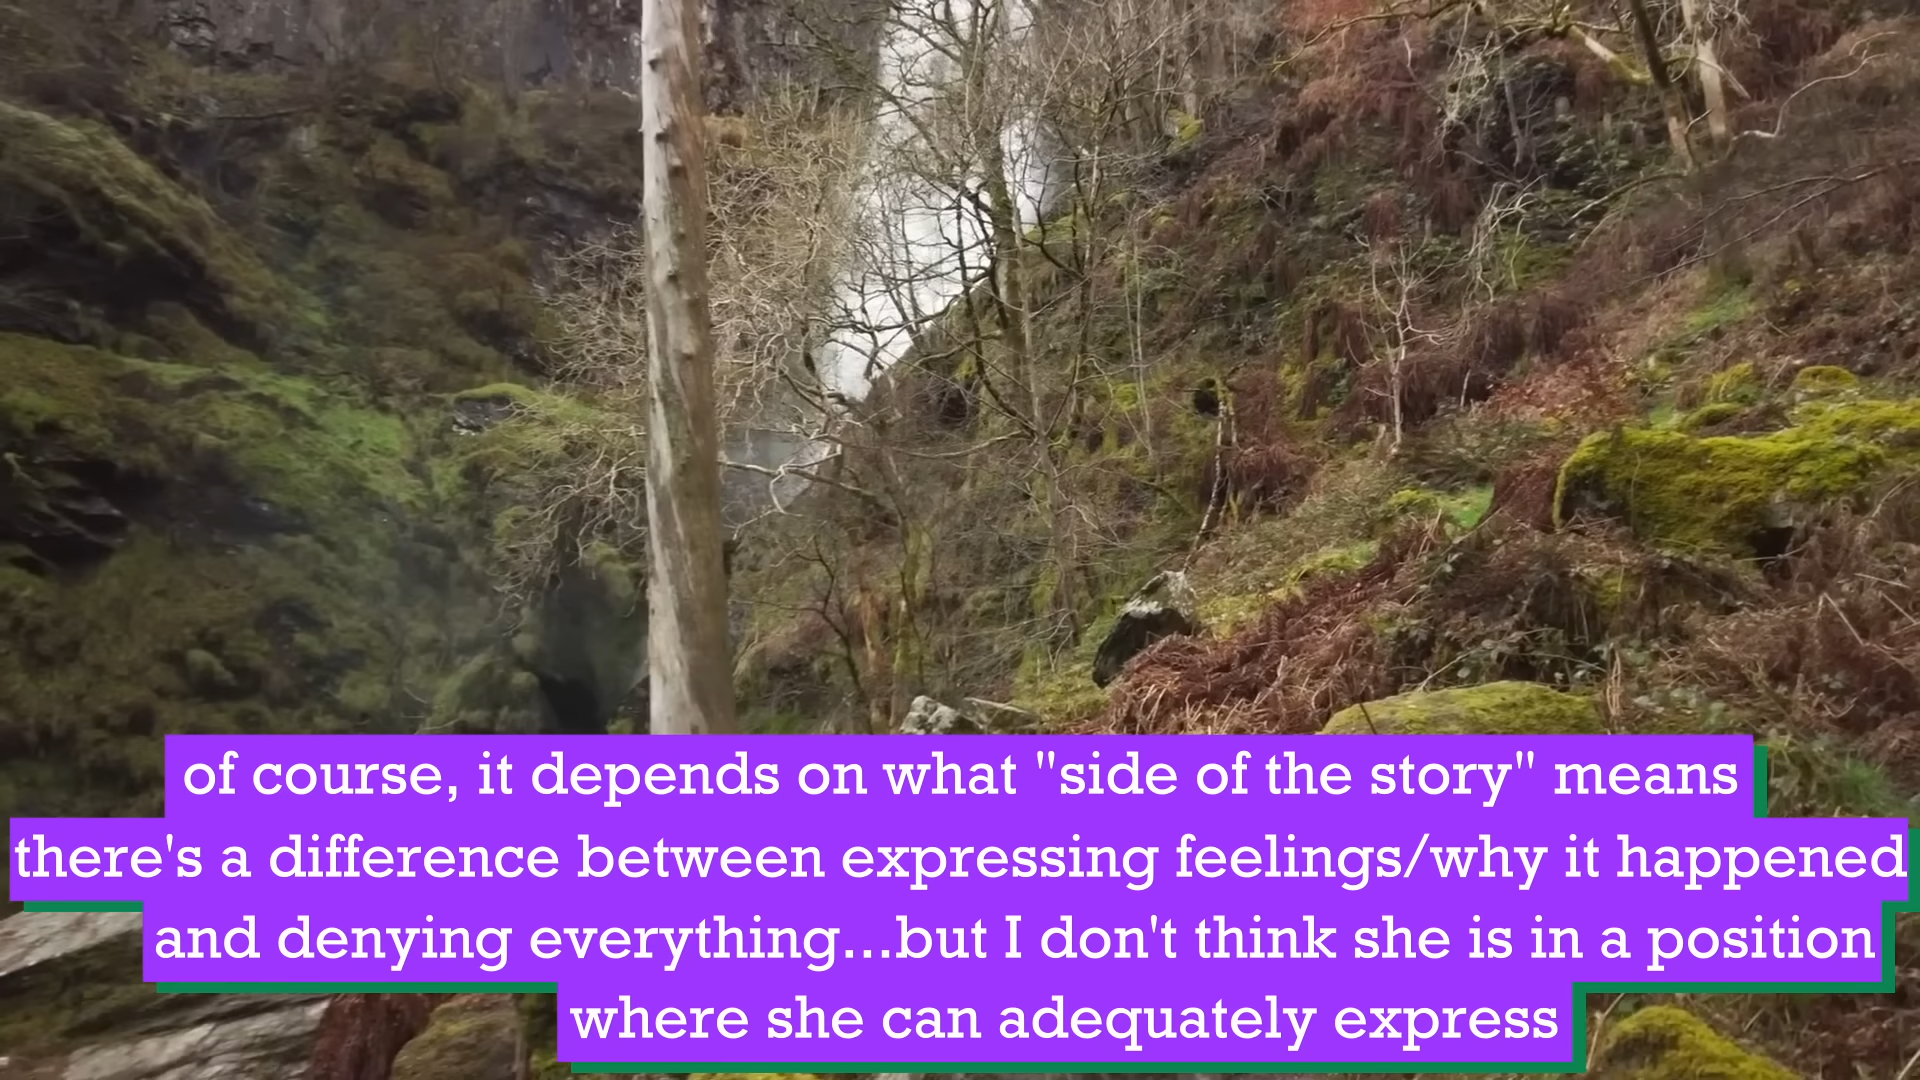 of course, it depends on what "side of the story" means
there's a difference between expressing feelings/why it happened
and denying everything...but I don't think she is in a position
where she can adequately express